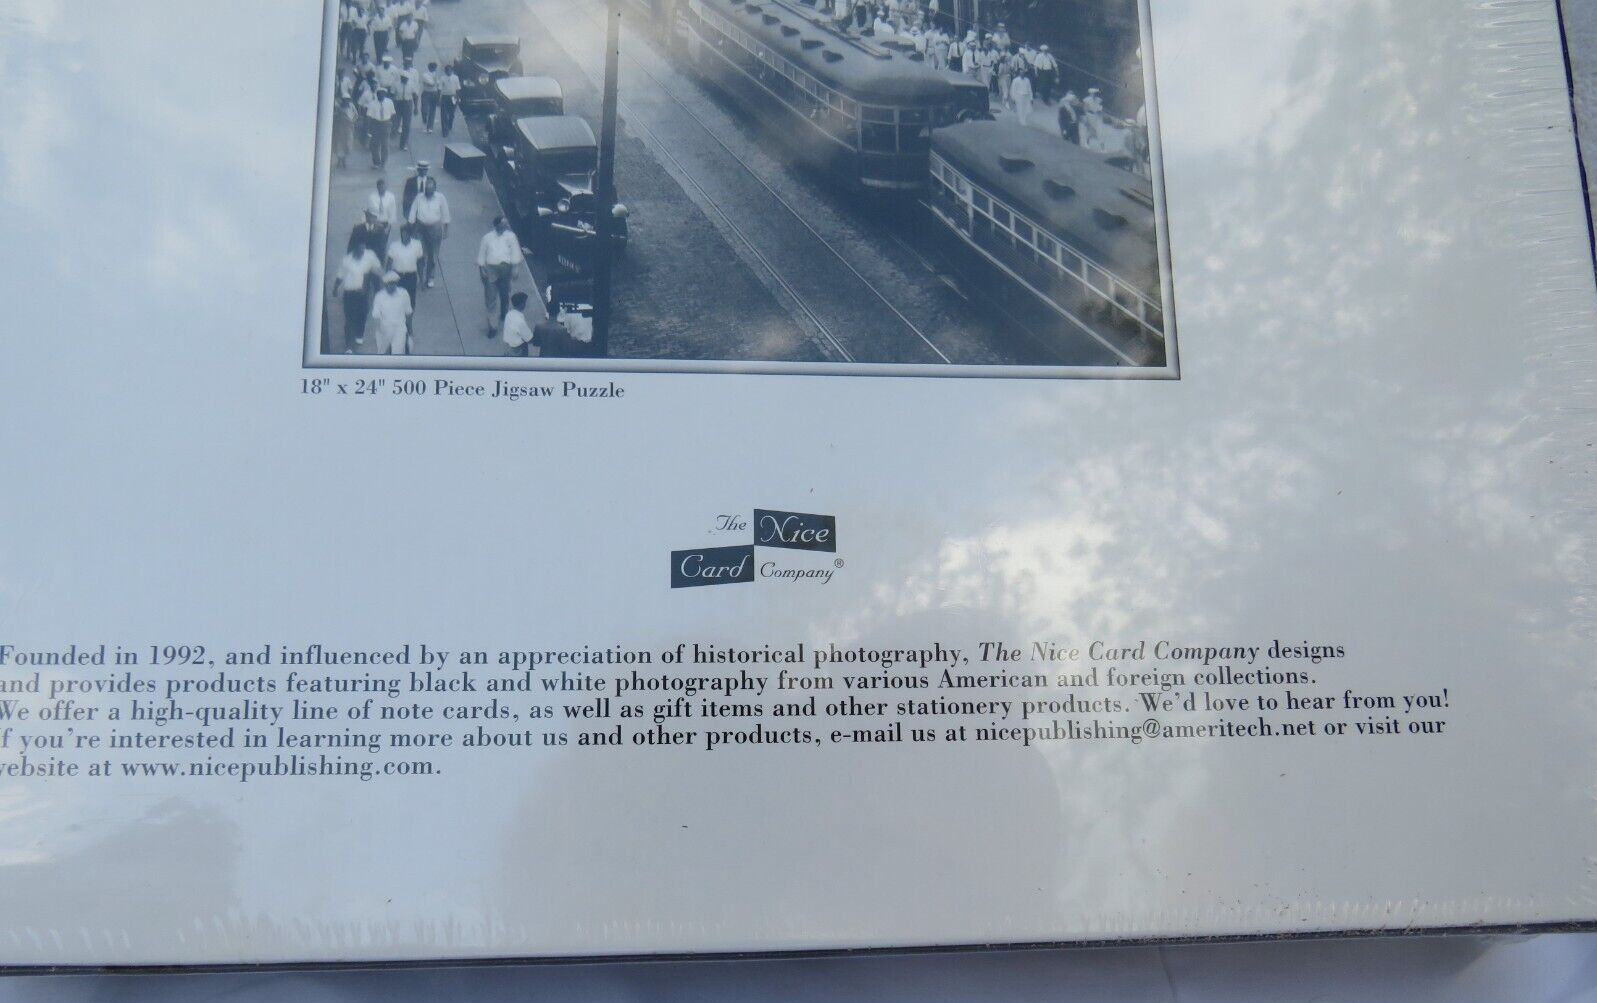 18" x 24" 500 Piece Jigsaw Puzzle
The Nice
Card Company®
Founded in 1992, and influenced by an appreciation of historical photography, The Nice Card Company designs
and provides products featuring black and white photography from various American and foreign collections.
We offer a high-quality line of note cards, as well as gift items and other stationery products. We'd love to hear from you!
If you're interested in learning more about us and other products, e-mail us at nicepublishing@ameritech.net or visit our
website at www.nicepublishing.com.